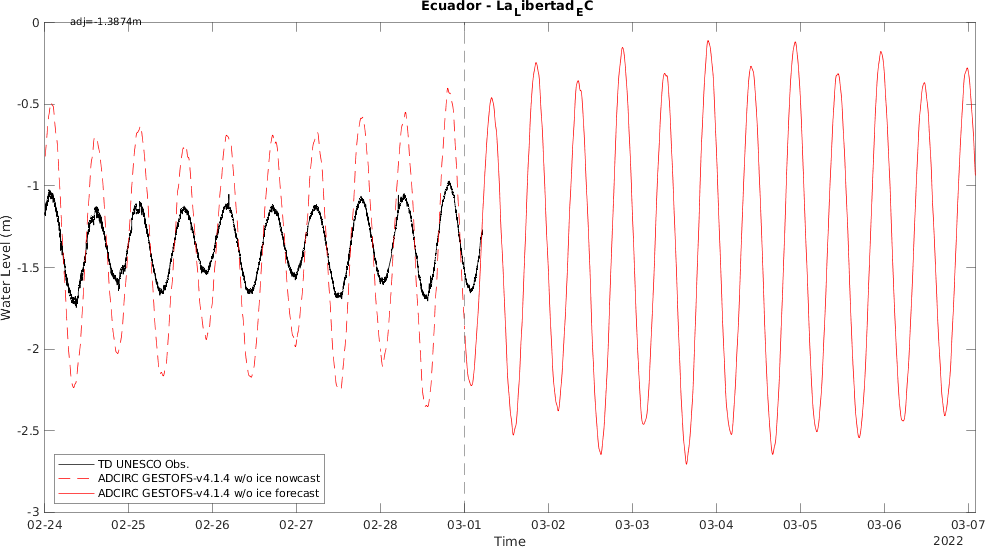 Ecuador - LaLibertadEC
adj=-1.3874m
0
-0.5
-1
-1.5
-2
-2.5
-3
Water Level (m)
TD UNESCO Obs.
ADCIRC GESTOFS-v4.1.4 w/o ice nowcast
ADCIRC GESTOFS-v4.1.4 w/o ice forecast
02-24 02-25 02-26 02-27 02-28 03-01 03-02 03-03 03-04 03-05 03-06 03-07
Time
2022